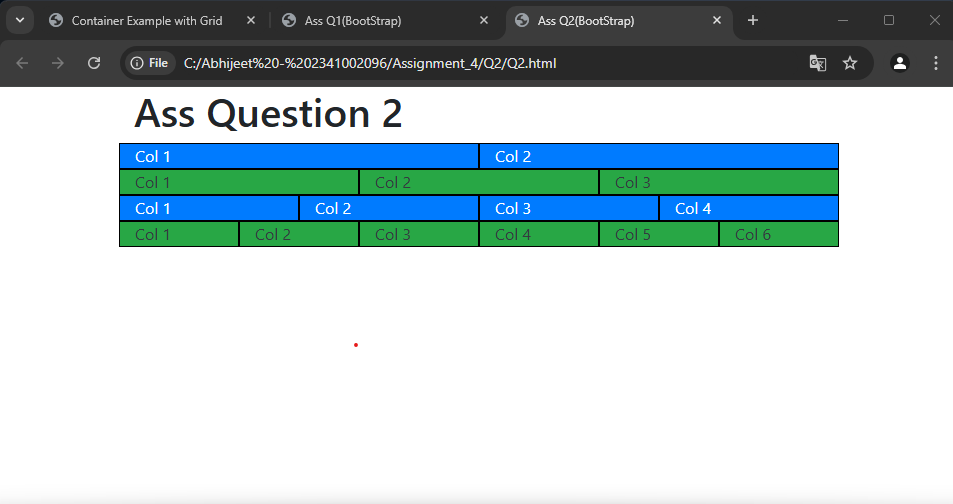 Container Example with Grid Ass Q1(BootStrap) Ass Q2(BootStrap)
File C:/Abhijeet%20-%202341002096/Assignment_4/Q2/Q2.html
Ass Question 2
Col 1 Col 2
Col 1 Col 2 Col 3
Col 1 Col 2 Col 3 Col 4
Col 1 Col 2 Col 3 Col 4 Col 5 Col 6